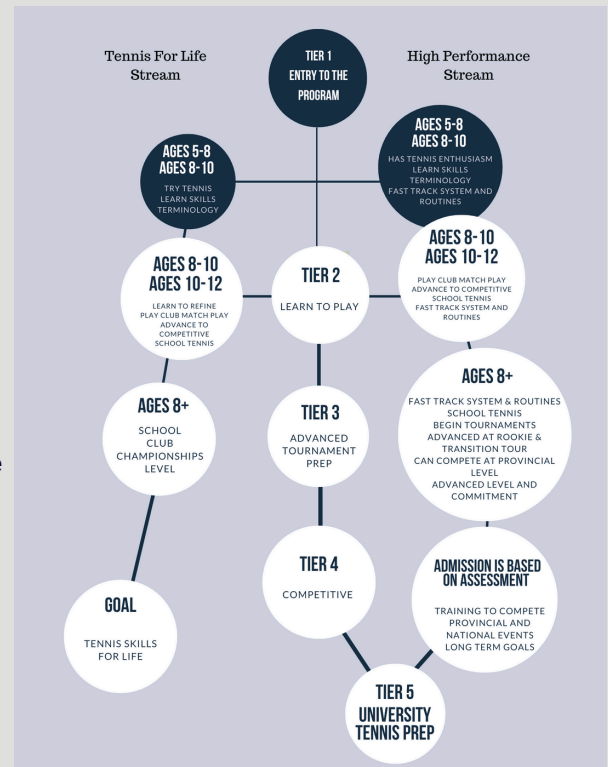 Tennis For Life
Stream
TIER 1
ENTRY TO THE
PROGRAM
High Performance
Stream
AGES 5-8
AGES 8-10
TRY TENNIS
LEARN SKILLS
TERMINOLOGY
AGES 5-8
AGES 8-10
HAS TENNIS ENTHUSIASM
LEARN SKILLS
TERMINOLOGY
FAST TRACK SYSTEM AND
ROUTINES
AGES 8-10
AGES 10-12
LEARN TO REFINE
PLAY CLUB MATCH PLAY
ADVANCE TO
COMPETITIVE
SCHOOL TENNIS
TIER 2
LEARN TO PLAY
AGES 8-10
AGES 10-12
PLAY CLUB MATCH PLAY
ADVANCE TO COMPETITIVE
SCHOOL TENNIS
FAST TRACK SYSTEM AND
ROUTINES
AGES 8+
SCHOOL
CLUB
CHAMPIONSHIPS
LEVEL
TIER 3
ADVANCED
TOURNAMENT
PREP
AGES 8+
FAST TRACK SYSTEM & ROUTINES
SCHOOL TENNIS
BEGIN TOURNAMENTS
ADVANCED AT ROOKIE &
TRANSITION TOUR
CAN COMPETE AT PROVINCIAL
LEVEL
ADVANCED LEVEL AND
COMMITMENT
GOAL
TENNIS SKILLS
FOR LIFE
TIER 4
COMPETITIVE
ADMISSION IS BASED
ON ASSESSMENT
TRAINING TO COMPETE
PROVINCIAL AND
NATIONAL EVENTS
LONG TERM GOALS
TIER 5
UNIVERSITY
TENNIS PREP